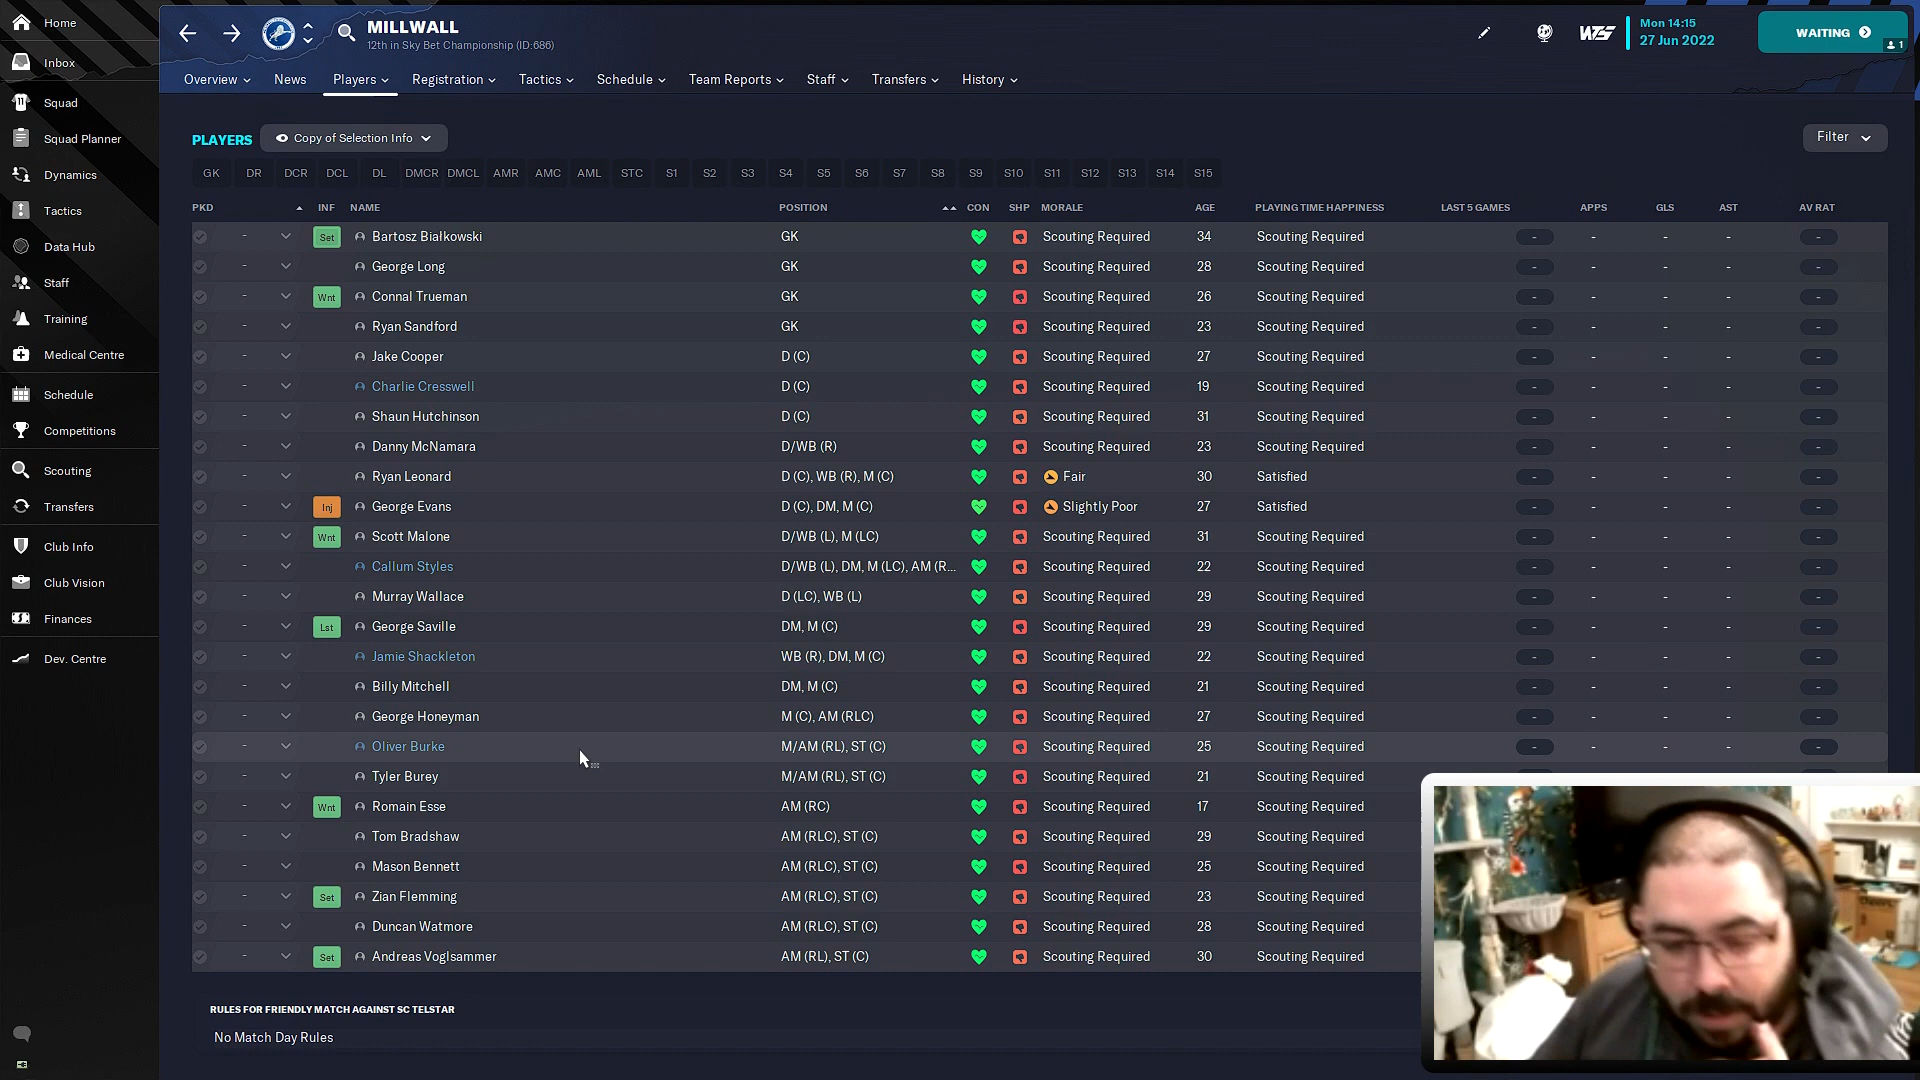 Home
Inbox
Squad
Squad Planner
Dynamics
Tactics
Data Hub
Staff
Training
Medical Centre
Schedule
Competitions
Scouting
Transfers
Club Info
Club Vision
Finances
Dev. Centre
MILLWALL
12th in Sky Bet Championship (ID:686)
Mon 14:15
27 Jun 2022
WAITING
1
Overview News Players Registration Tactics Schedule Team Reports Staff Transfers History
PLAYERS Copy of Selection Info Filter
GK DR DCR DCL DL DMCR DMCL AMR AMC AML STC S1 S2 S3 S4 S5 S6 S7 S8 S9 S10 S11 S12 S13 S14 S15
PKD INF NAME POSITION CON SHP MORALE AGE PLAYING TIME HAPPINESS LAST 5 GAMES APPS GLS AST AV RAT
- Set Bartosz Białkowski GK Scouting Required 34 Scouting Required - - - - -
- George Long GK Scouting Required 28 Scouting Required - - - - -
- Wnt Connal Trueman GK Scouting Required 26 Scouting Required - - - - -
- Ryan Sandford GK Scouting Required 23 Scouting Required - - - - -
- Jake Cooper D (C) Scouting Required 27 Scouting Required - - - - -
- Charlie Cresswell D (C) Scouting Required 19 Scouting Required - - - - -
- Shaun Hutchinson D (C) Scouting Required 31 Scouting Required - - - - -
- Danny McNamara D/WB (R) Scouting Required 23 Scouting Required - - - - -
- Ryan Leonard D (C), WB (R), M (C) Fair 30 Satisfied - - - - -
- Inj George Evans D (C), DM, M (C) Slightly Poor 27 Satisfied - - - - -
- Wnt Scott Malone D/WB (L), M (LC) Scouting Required 31 Scouting Required - - - - -
- Callum Styles D/WB (L), DM, M (LC), AM (R... Scouting Required 22 Scouting Required - - - - -
- Murray Wallace D (LC), WB (L) Scouting Required 29 Scouting Required - - - - -
- Lst George Saville DM, M (C) Scouting Required 29 Scouting Required - - - - -
- Jamie Shackleton WB (R), DM, M (C) Scouting Required 22 Scouting Required - - - - -
- Billy Mitchell DM, M (C) Scouting Required 21 Scouting Required - - - - -
- George Honeyman M (C), AM (RLC) Scouting Required 27 Scouting Required - - - - -
- Oliver Burke M/AM (RL), ST (C) Scouting Required 25 Scouting Required - - - - -
- Tyler Burey M/AM (RL), ST (C) Scouting Required 21 Scouting Required - - - - -
- Wnt Romain Esse AM (RC) Scouting Required 17 Scouting Required
- Tom Bradshaw AM (RLC), ST (C) Scouting Required 29 Scouting Required
- Mason Bennett AM (RLC), ST (C) Scouting Required 25 Scouting Required
- Set Zian Flemming AM (RLC), ST (C) Scouting Required 23 Scouting Required
- Duncan Watmore AM (RLC), ST (C) Scouting Required 28 Scouting Required
- Set Andreas Voglsammer AM (RL), ST (C) Scouting Required 30 Scouting Required
RULES FOR FRIENDLY MATCH AGAINST SC TELSTAR
No Match Day Rules